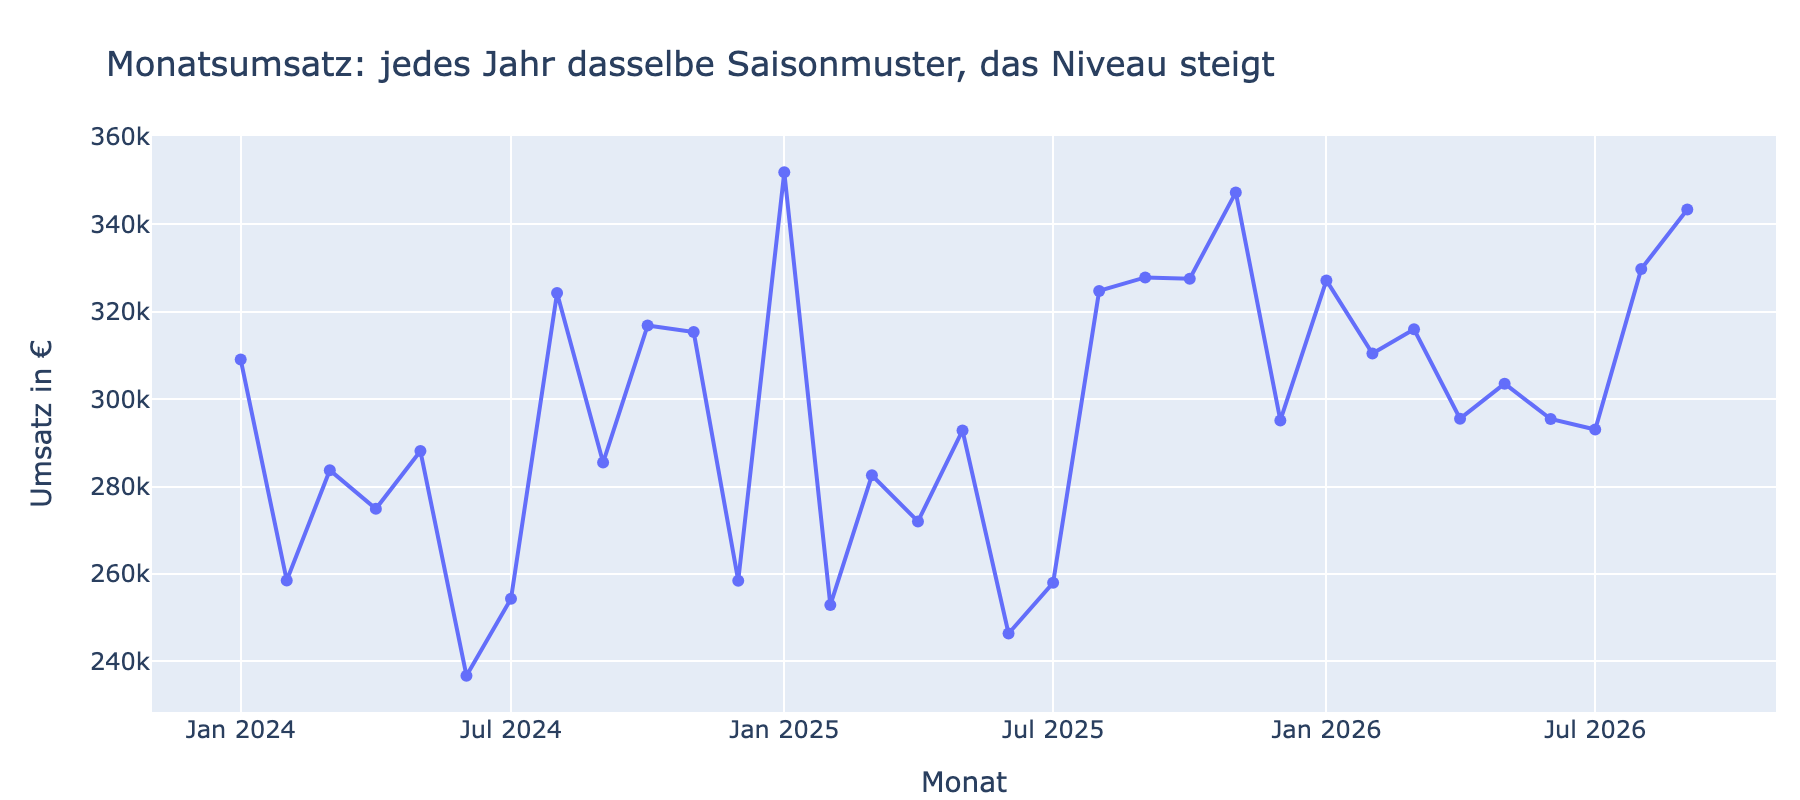 Monatsumsatz: jedes Jahr dasselbe Saisonmuster, das Niveau steigt
360k
340k
320k
300k
280k
260k
240k
Umsatz in €
Jan 2024
Jul 2024
Jan 2025
Jul 2025
Jan 2026
Jul 2026
Monat